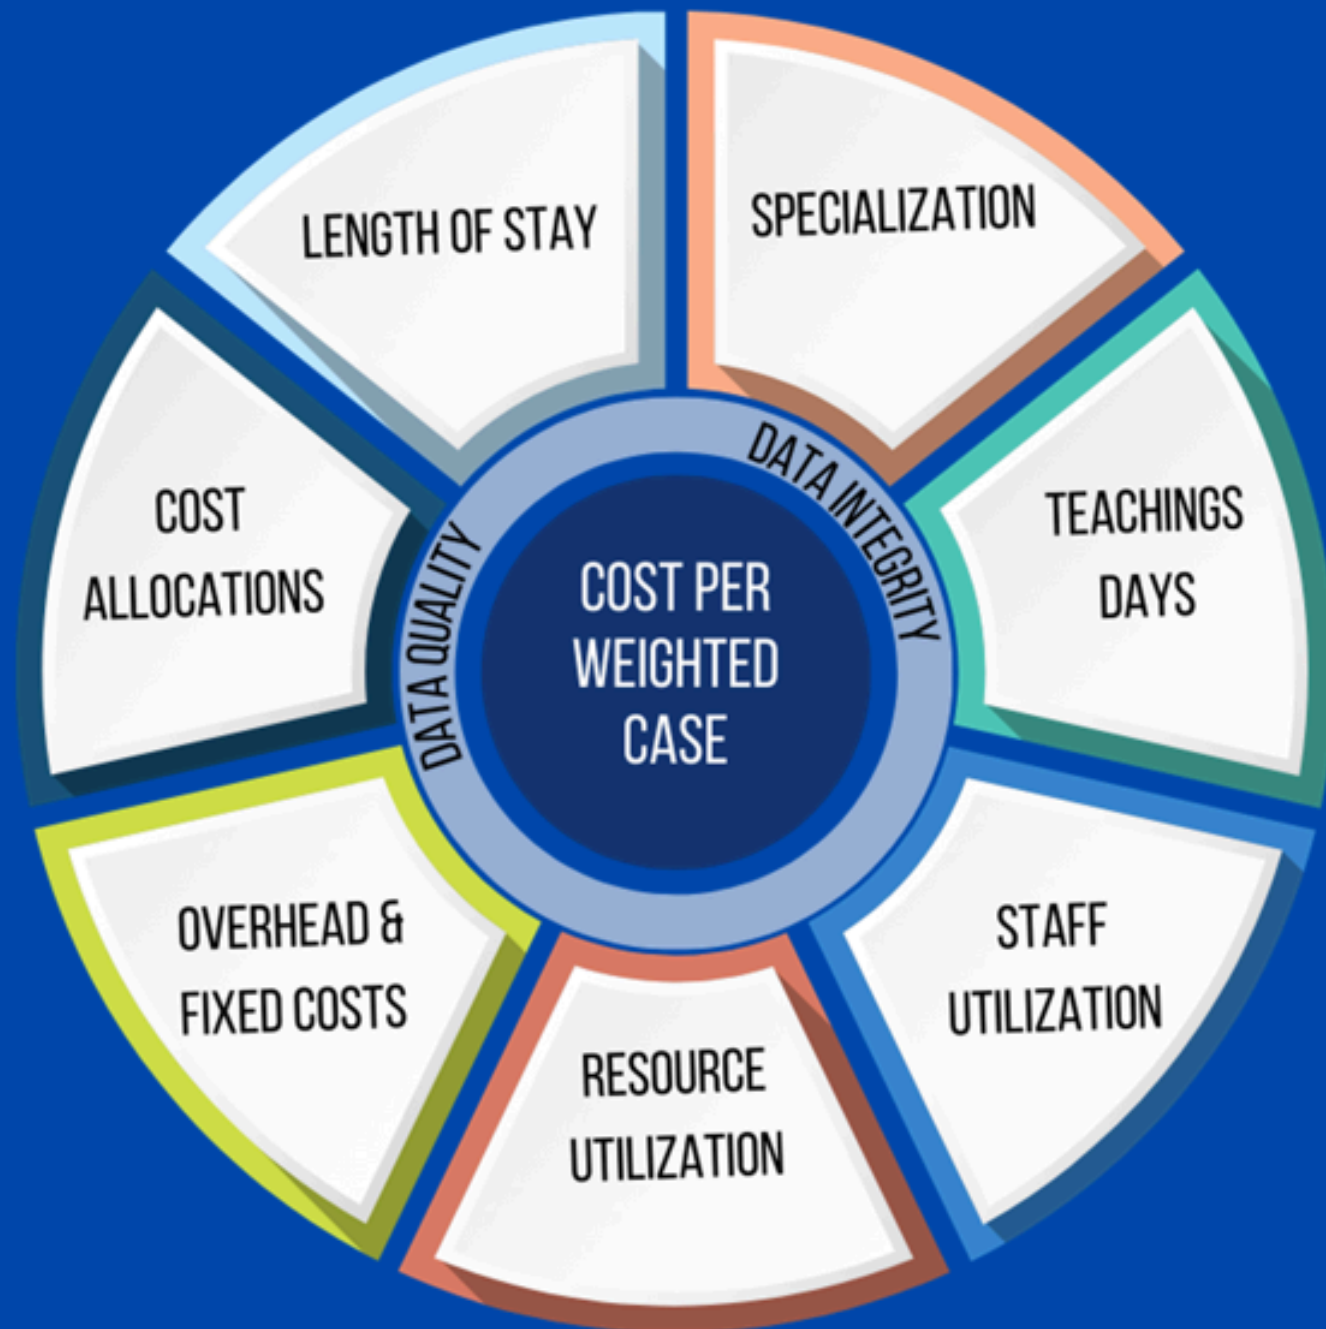 LENGTH OF STAY
SPECIALIZATION
COST
ALLOCATIONS
TEACHINGS
DAYS
DATA QUALITY
DATA INTEGRITY
COST PER
WEIGHTED
CASE
OVERHEAD &
FIXED COSTS
STAFF
UTILIZATION
RESOURCE
UTILIZATION